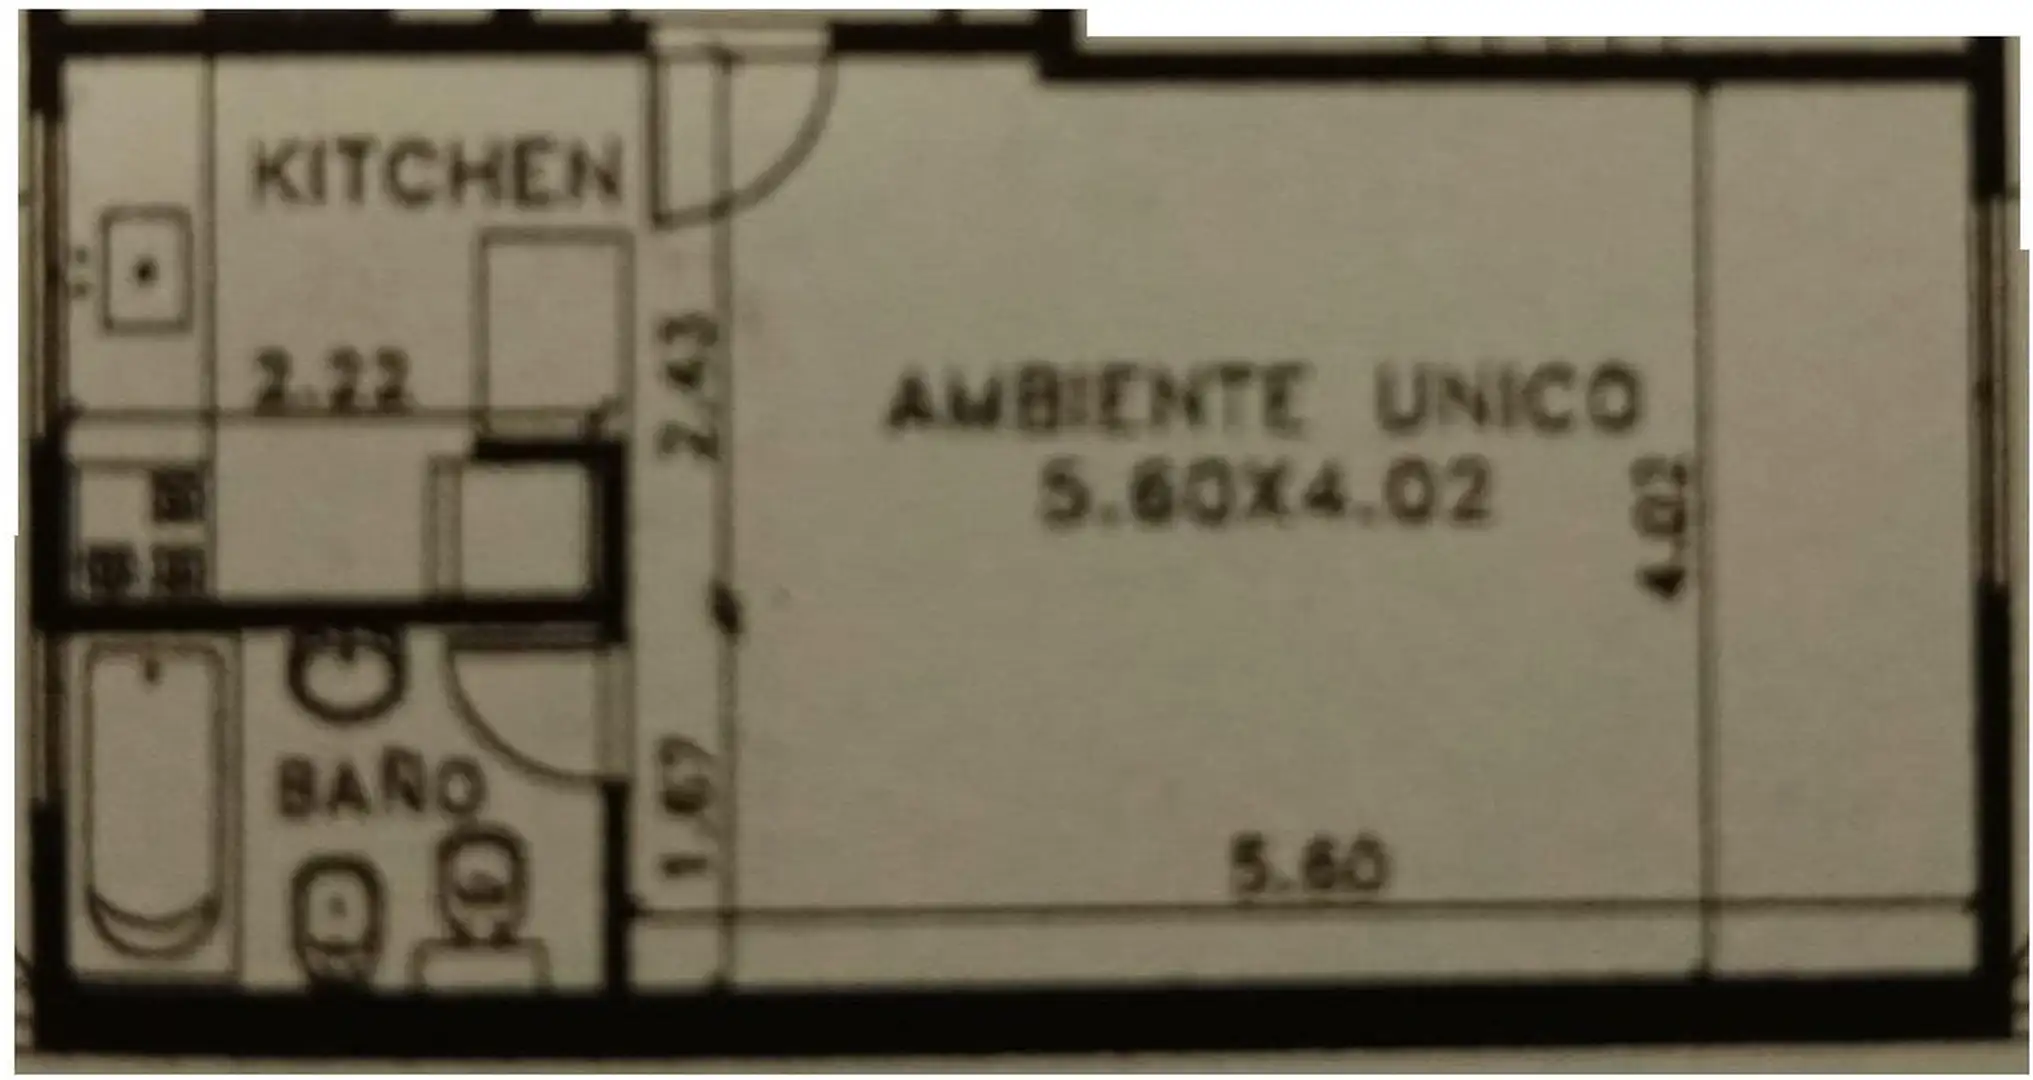 KITCHEN
2.22
2.43
AMBIENTE UNICO
5.60X4.02
4.02
BAÑO
1.67
5.60